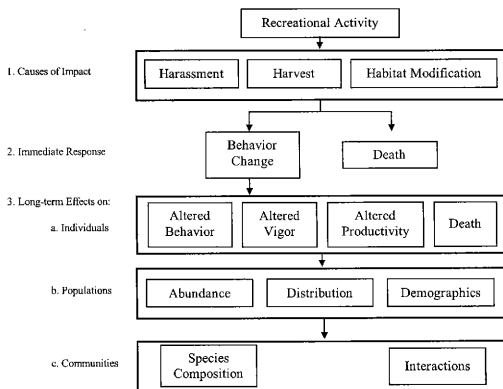 Recreational Activity
1. Causes of Impact
Harassment
Harvest
Habitat Modification
2. Immediate Response
Behavior
Change
Death
3. Long-term Effects on:
a. Individuals
Altered
Behavior
Altered
Vigor
Altered
Productivity
Death
b. Populations
Abundance
Distribution
Demographics
c. Communities
Species
Composition
Interactions